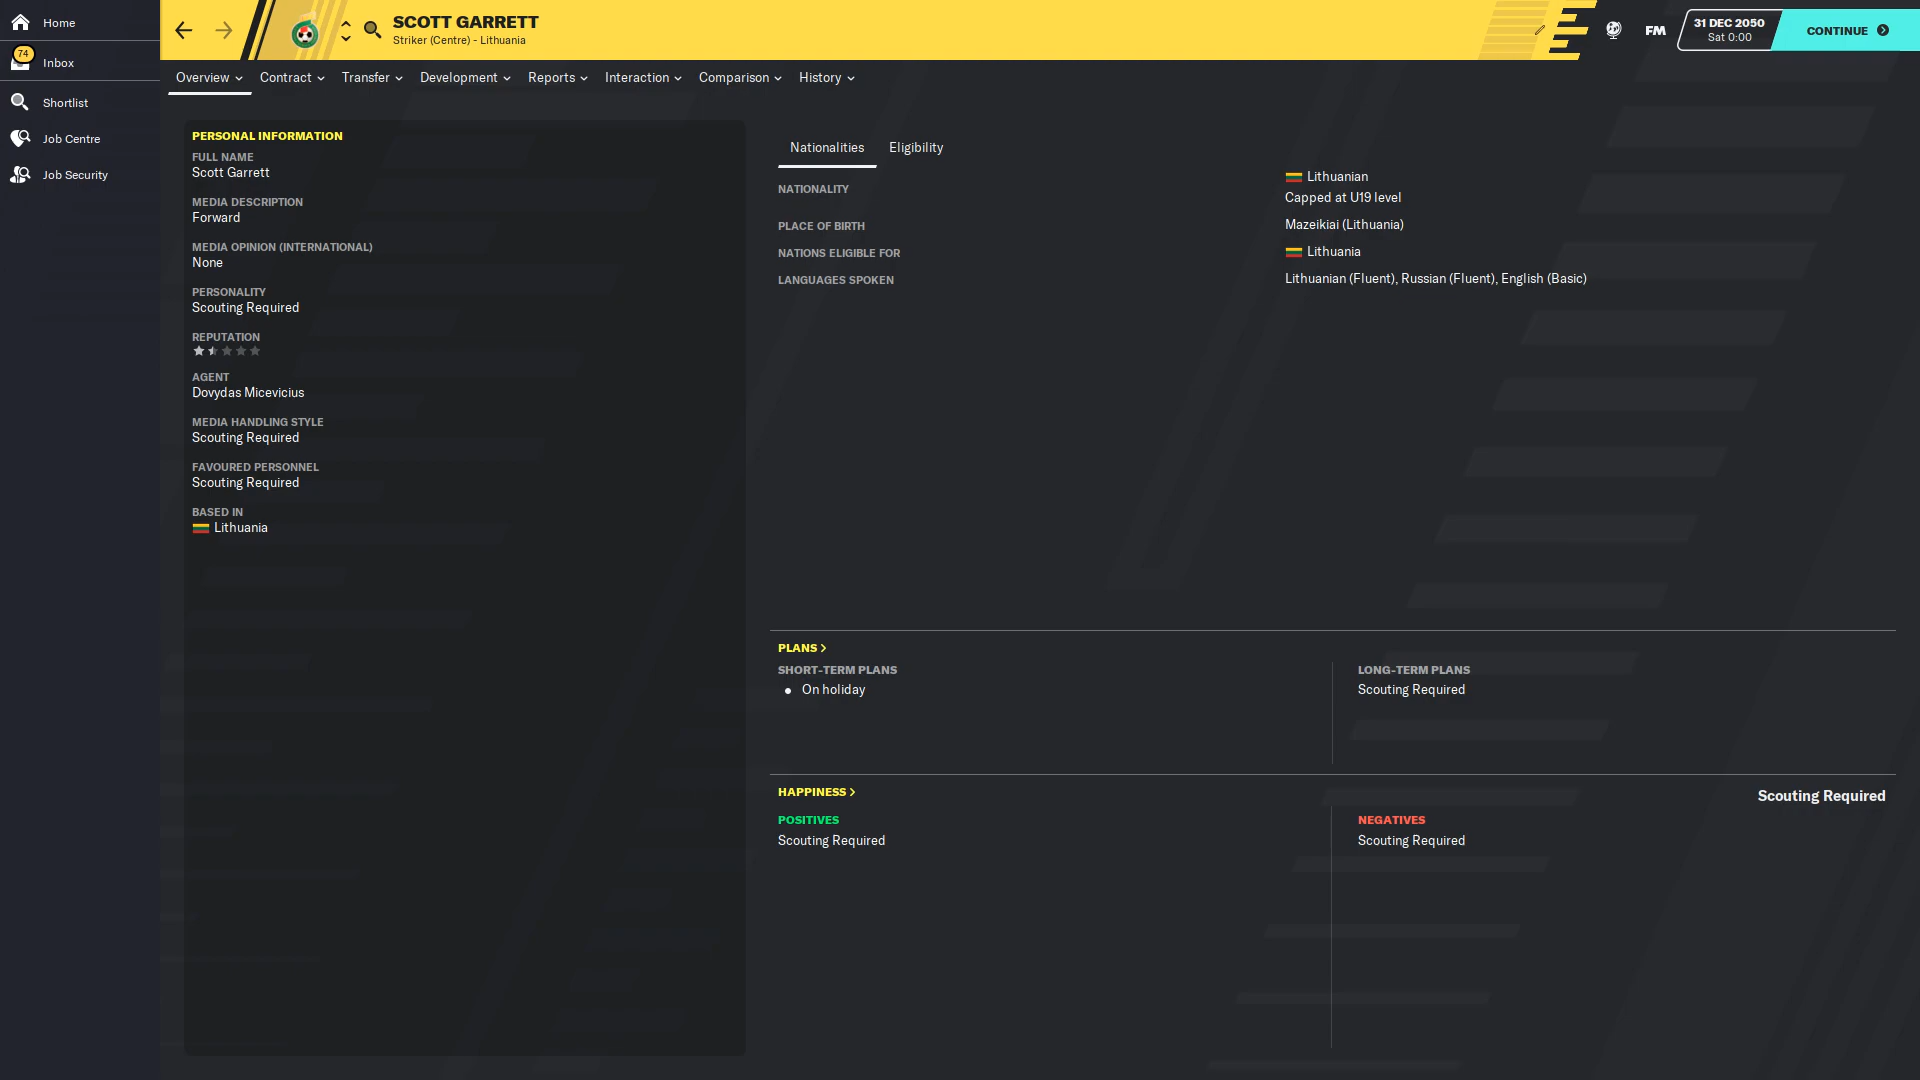 Home
74
Inbox
Shortlist
Job Centre
Job Security
SCOTT GARRETT
Striker (Centre) - Lithuania
FM
31 DEC 2050
Sat 0:00
CONTINUE
Overview Contract Transfer Development Reports Interaction Comparison History
PERSONAL INFORMATION
FULL NAME
Scott Garrett
MEDIA DESCRIPTION
Forward
MEDIA OPINION (INTERNATIONAL)
None
PERSONALITY
Scouting Required
REPUTATION
AGENT
Dovydas Micevicius
MEDIA HANDLING STYLE
Scouting Required
FAVOURED PERSONNEL
Scouting Required
BASED IN
Lithuania
Nationalities Eligibility
NATIONALITY
Lithuanian
Capped at U19 level
PLACE OF BIRTH
Mazeikiai (Lithuania)
NATIONS ELIGIBLE FOR
Lithuania
LANGUAGES SPOKEN
Lithuanian (Fluent), Russian (Fluent), English (Basic)
PLANS
SHORT-TERM PLANS
On holiday
LONG-TERM PLANS
Scouting Required
HAPPINESS
Scouting Required
POSITIVES
Scouting Required
NEGATIVES
Scouting Required